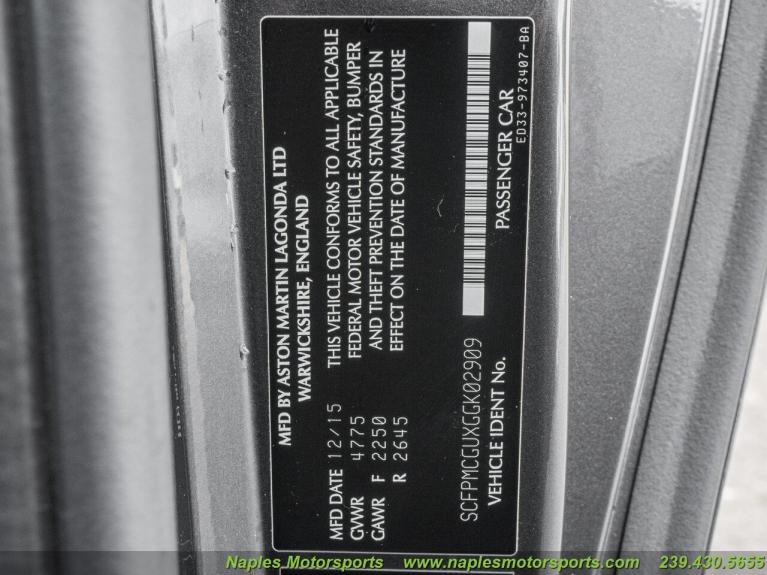 MFD BY ASTON MARTIN LAGONDA LTD
WARWICKSHIRE, ENGLAND
MFD DATE 12/15
GVWR 4775
GAWR F 2250
R 2645
THIS VEHICLE CONFORMS TO ALL APPLICABLE
FEDERAL MOTOR VEHICLE SAFETY, BUMPER
AND THEFT PREVENTION STANDARDS IN
EFFECT ON THE DATE OF MANUFACTURE
SCFPMCGUXGGK02909
VEHICLE IDENT No.
PASSENGER CAR
ED33-973407-BA
Naples Motorsports www.naplesmotorsports.com 239.430.5655